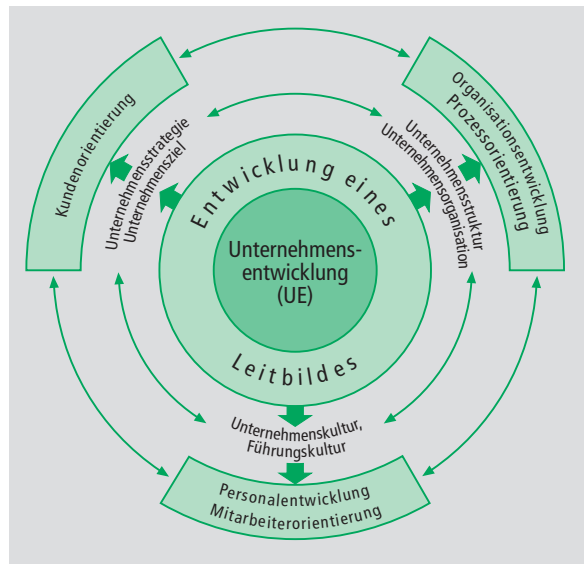 Kundenorientierung
Unternehmensstrategie
Unternehmensziel
Organisationsentwicklung
Prozessorientierung
Unternehmensstruktur
Unternehmensorganisation
Entwicklung eines
Unternehmens-
entwicklung
(UE)
Leitbildes
Unternehmenskultur,
Führungskultur
Personalentwicklung
Mitarbeiterorientierung